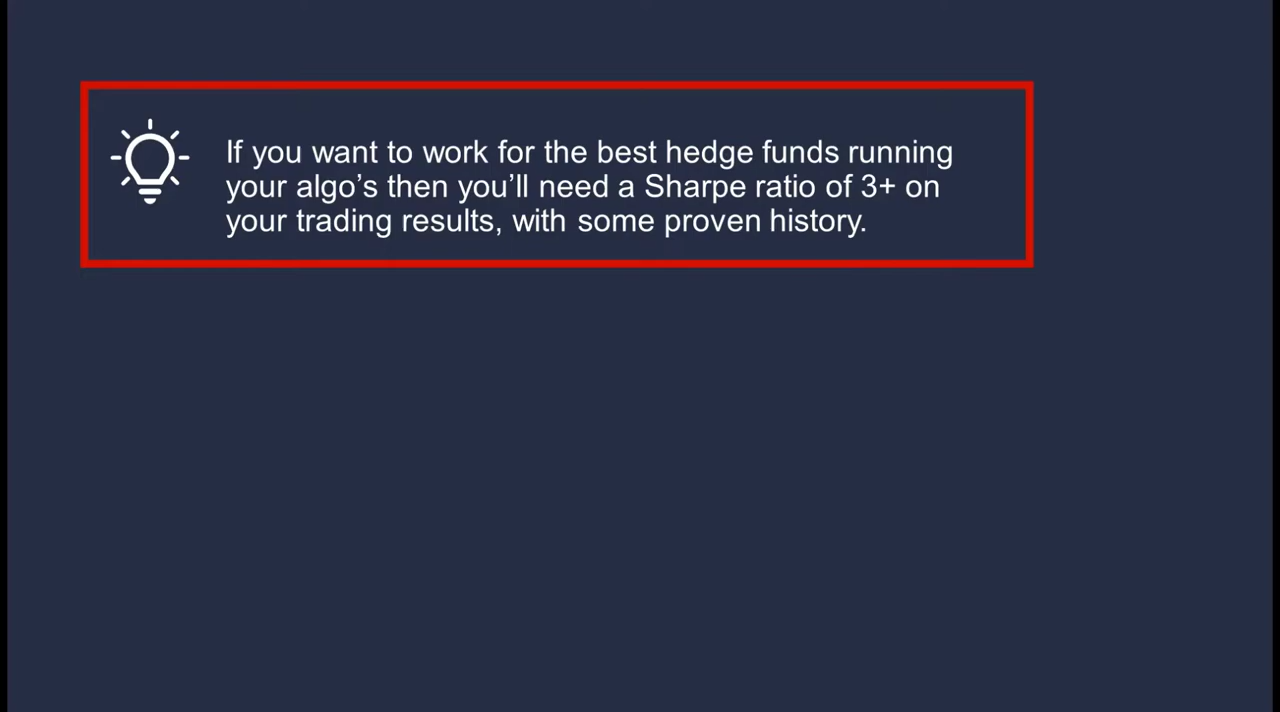 If you want to work for the best hedge funds running
your algo’s then you’ll need a Sharpe ratio of 3+ on
your trading results, with some proven history.